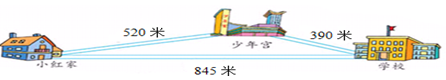 520 米
少年宫
390 米
小红家
学校
845 米